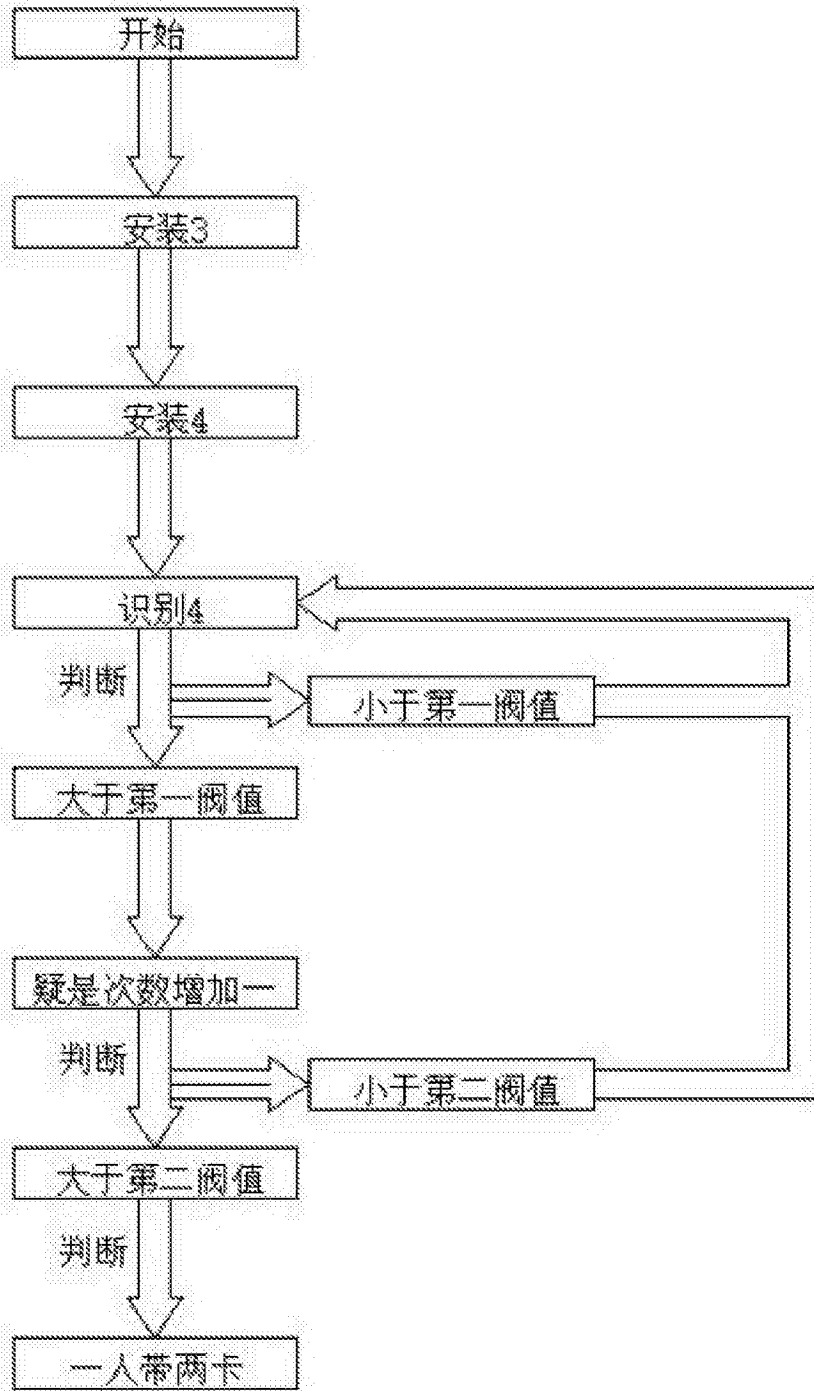 开始
安装3
安装4
识别4
判断
小于第一阀值
大于第一阀值
疑是次数增加一
判断
小于第二阀值
大于第二阀值
判断
一人带两卡